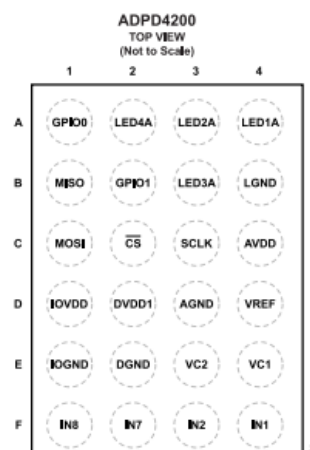 ADPD4200
TOP VIEW
(Not to Scale)
1 2 3 4
A GPIO0 LED4A LED2A LED1A
B MISO GPIO1 LED3A LGND
C MOSI C̅S̅ SCLK AVDD
D IOVDD DVDD1 AGND VREF
E IOGND DGND VC2 VC1
F IN8 IN7 IN2 IN1